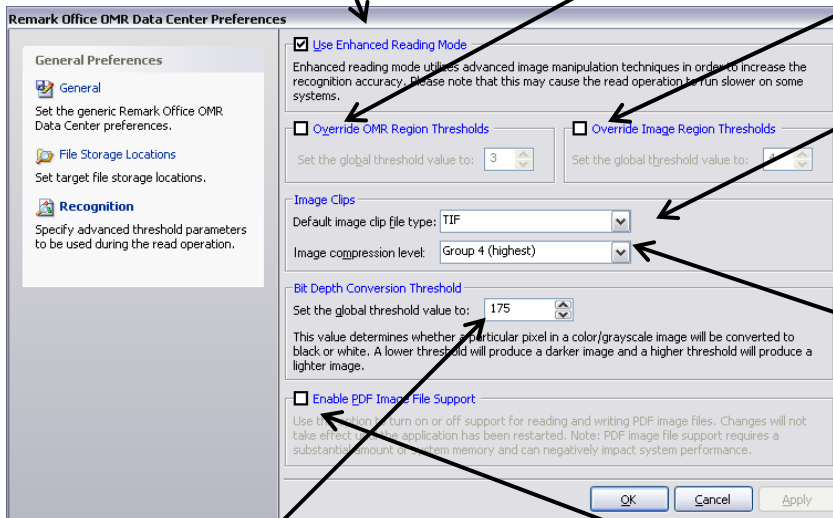 Remark Office OMR Data Center Preferences
General Preferences
General
Set the generic Remark Office OMR
Data Center preferences.
File Storage Locations
Set target file storage locations.
Recognition
Specify advanced threshold parameters
to be used during the read operation.
Use Enhanced Reading Mode
Enhanced reading mode utilizes advanced image manipulation techniques in order to increase the
recognition accuracy. Please note that this may cause the read operation to run slower on some
systems.
Override OMR Region Thresholds
Set the global threshold value to: 3
Override Image Region Thresholds
Set the global threshold value to: 4
Image Clips
Default image clip file type: TIF
Image compression level: Group 4 (highest)
Bit Depth Conversion Threshold
Set the global threshold value to: 175
This value determines whether a particular pixel in a color/grayscale image will be converted to
black or white. A lower threshold will produce a darker image and a higher threshold will produce a
lighter image.
Enable PDF Image File Support
Use this option to turn on or off support for reading and writing PDF image files. Changes will not
take effect until the application has been restarted. Note: PDF image file support requires a
substantial amount of system memory and can negatively impact system performance.
OK Cancel Apply